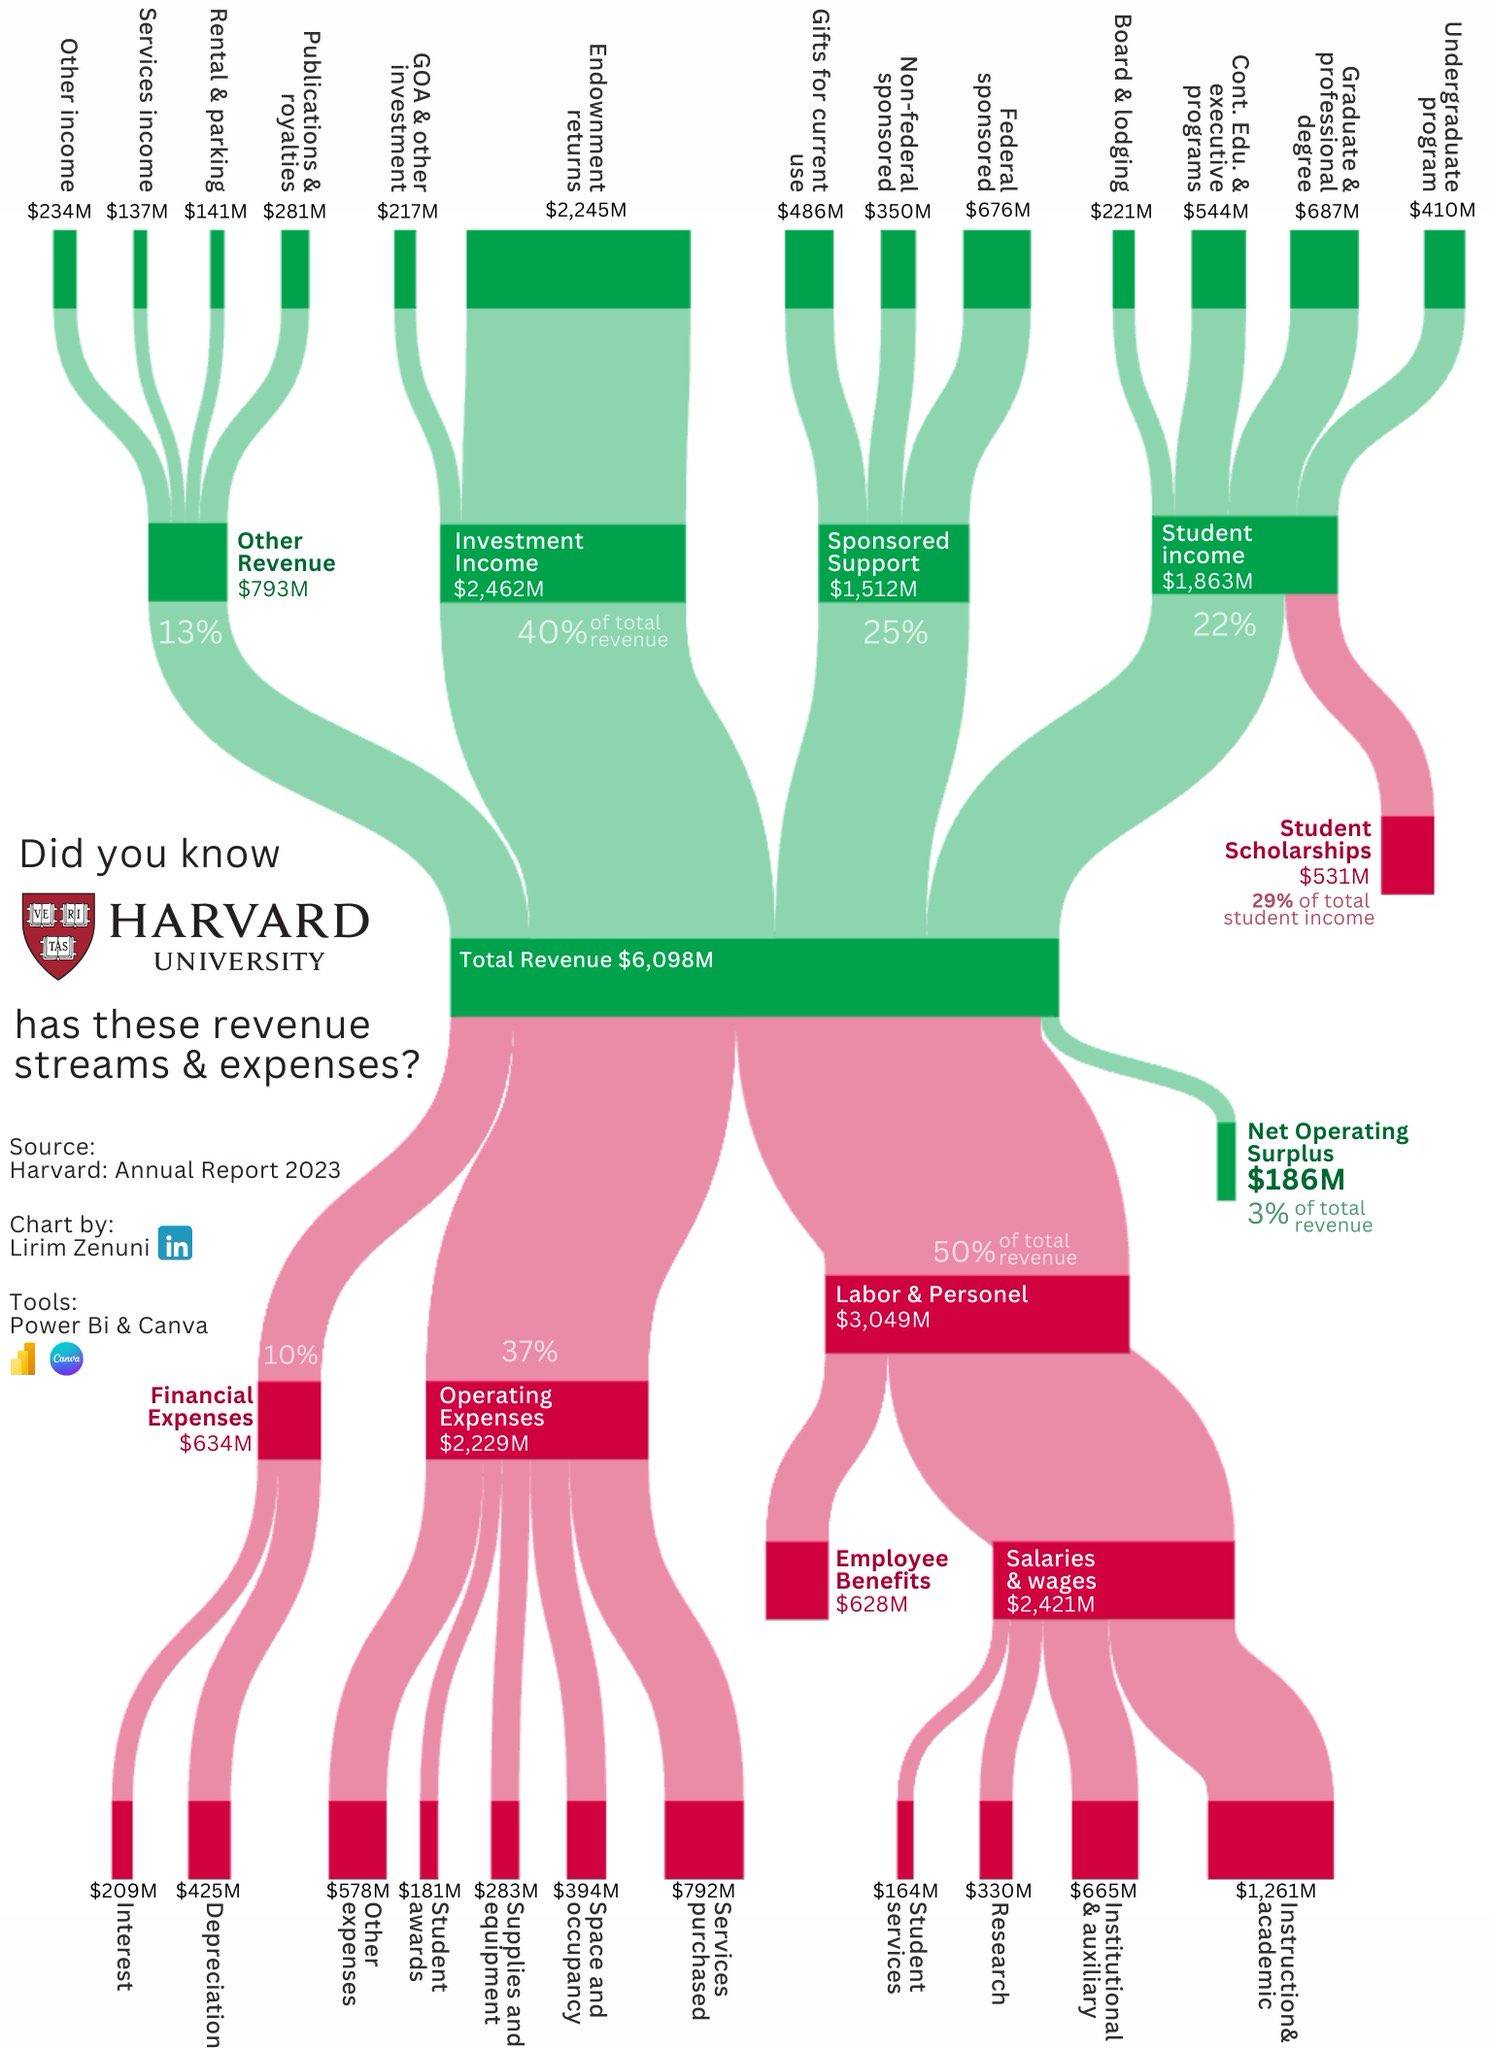 Other income
Services income
Rental & parking
Publications &
royalties
GOA & other
investment
Endownment
returns
Gifts for current
use
Non-federal
sponsored
Federal
sponsored
Board & lodging
Cont. Edu. &
executive
programs
Graduate &
professional
degree
Undergraduate
program
$234M
$137M
$141M
$281M
$217M
$2,245M
$486M
$350M
$676M
$221M
$544M
$687M
$410M
Other
Revenue
$793M
Investment
Income
$2,462M
Sponsored
Support
$1,512M
Student
income
$1,863M
13%
40% of total
revenue
25%
22%
Student
Scholarships
$531M
29% of total
student income
Did you know
VE RI
TAS
HARVARD
UNIVERSITY
has these revenue
streams & expenses?
Total Revenue $6,098M
Source:
Harvard: Annual Report 2023
Chart by:
Lirim Zenuni in
Tools:
Power Bi & Canva
Canva
Net Operating
Surplus
$186M
3% of total
revenue
50% of total
revenue
Labor & Personel
$3,049M
10%
37%
Financial
Expenses
$634M
Operating
Expenses
$2,229M
Employee
Benefits
$628M
Salaries
& wages
$2,421M
$209M
$425M
$578M
$181M
$283M
$394M
$792M
$164M
$330M
$665M
$1,261M
Interest
Depreciation
Other
expenses
Student
awards
Supplies and
equipment
Space and
occupancy
Services
purchased
Student
services
Research
Institutional
& auxiliary
Instruction&
academic